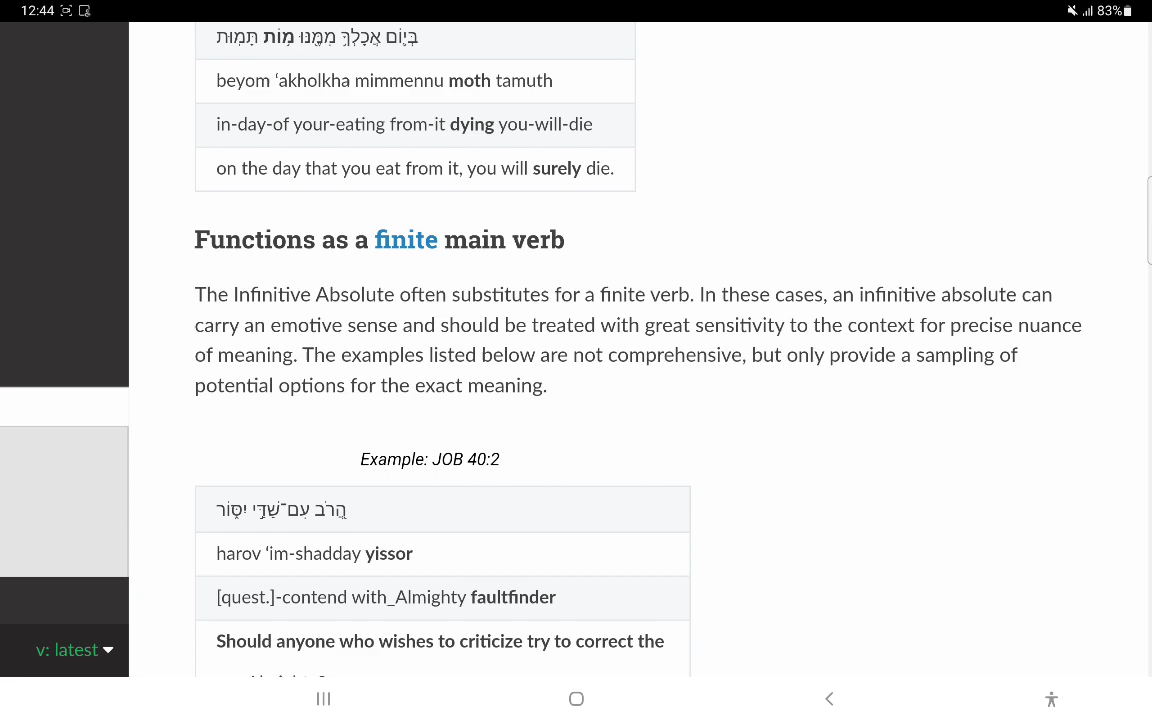 12:44
83%
בְּי֛וֹם אֲכָלְךָ֥ מִמֶּ֖נּוּ מ֥וֹת תָּמֽוּת
beyom ‘akholkha mimmennu moth tamuth
in-day-of your-eating from-it dying you-will-die
on the day that you eat from it, you will surely die.
Functions as a finite main verb
The Infinitive Absolute often substitutes for a finite verb. In these cases, an infinitive absolute can
carry an emotive sense and should be treated with great sensitivity to the context for precise nuance
of meaning. The examples listed below are not comprehensive, but only provide a sampling of
potential options for the exact meaning.
Example: JOB 40:2
הֲ֭רֹב עִם־שַׁדַּ֣י יִסּ֑וֹר
harov ‘im-shadday yissor
[quest.]-contend with_Almighty faultfinder
Should anyone who wishes to criticize try to correct the
v: latest